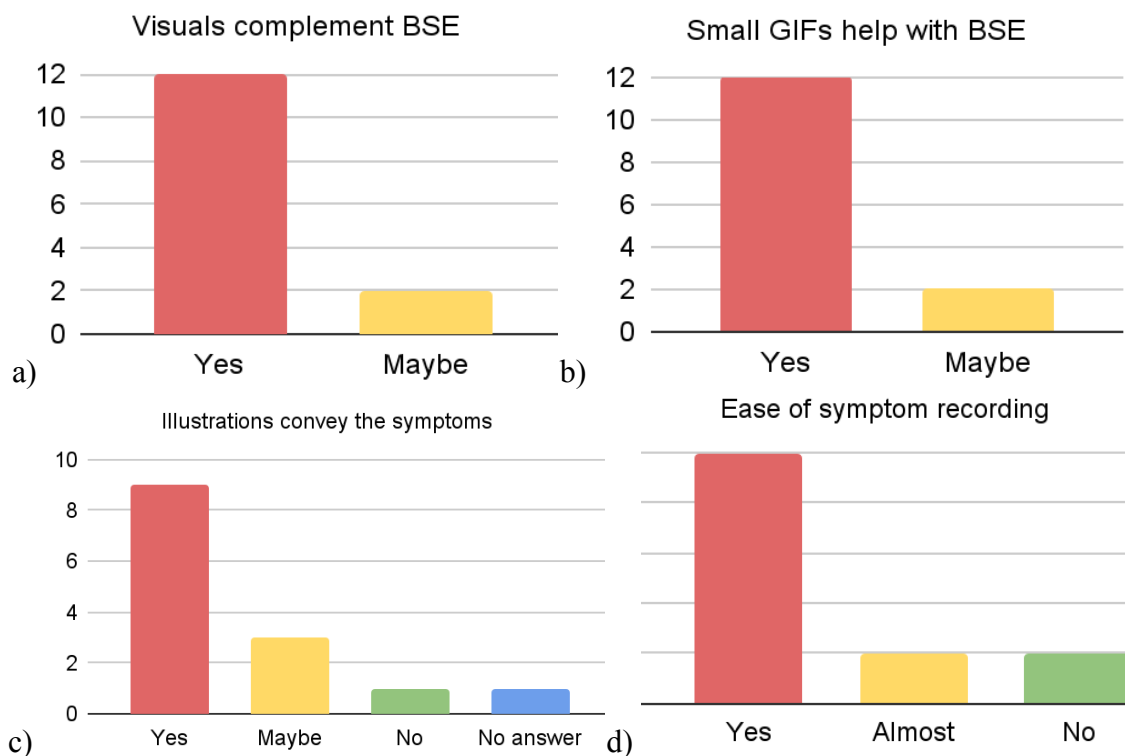 Visuals complement BSE
12
10
8
6
4
2
0
Yes Maybe
a)
Small GIFs help with BSE
12
10
8
6
4
2
0
Yes Maybe
b)
Illustrations convey the symptoms
10
8
6
4
2
0
Yes Maybe No No answer
c)
Ease of symptom recording
Yes Almost No
d)